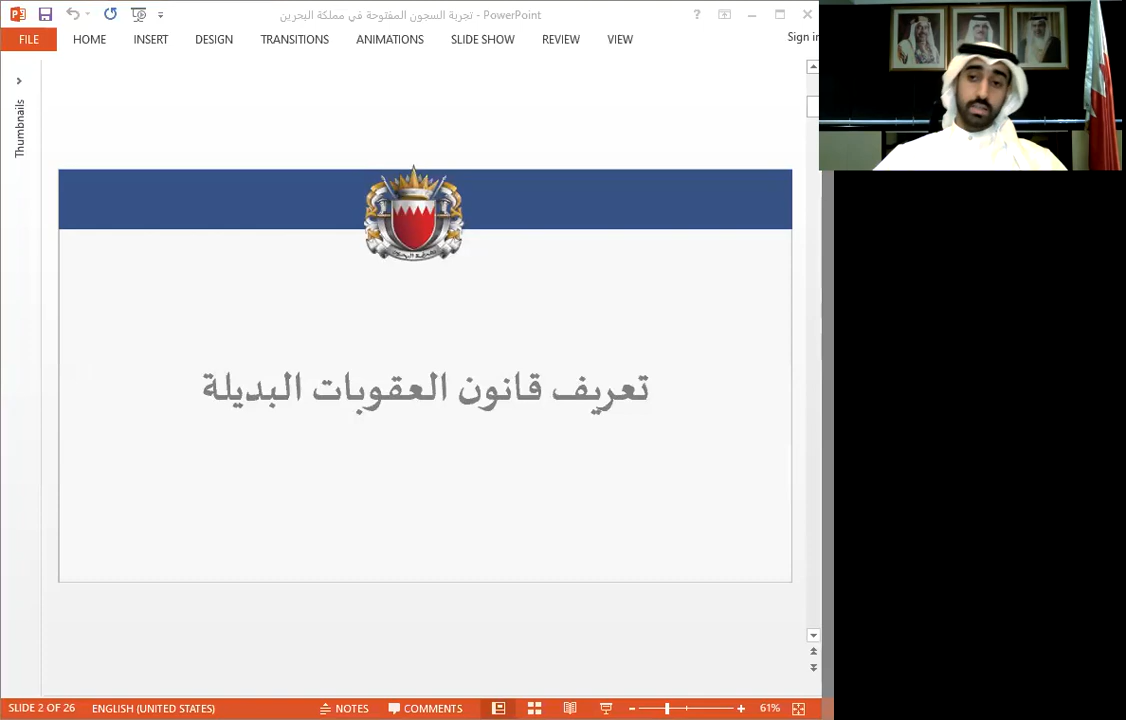 تجربة السجون المفتوحة في مملكة البحرين - PowerPoint
FILE HOME INSERT DESIGN TRANSITIONS ANIMATIONS SLIDE SHOW REVIEW VIEW Sign in
Thumbnails
تعريف قانون العقوبات البديلة
SLIDE 2 OF 26 ENGLISH (UNITED STATES) NOTES COMMENTS 61%